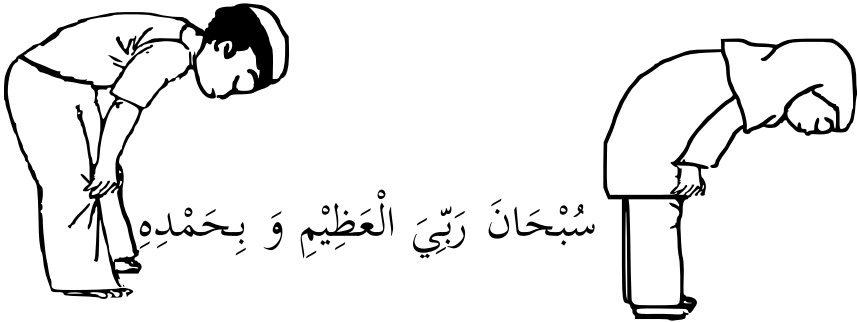 سُبْحَانَ رَبِّيَ الْعَظِيْمِ وَ بِحَمْدِهِ